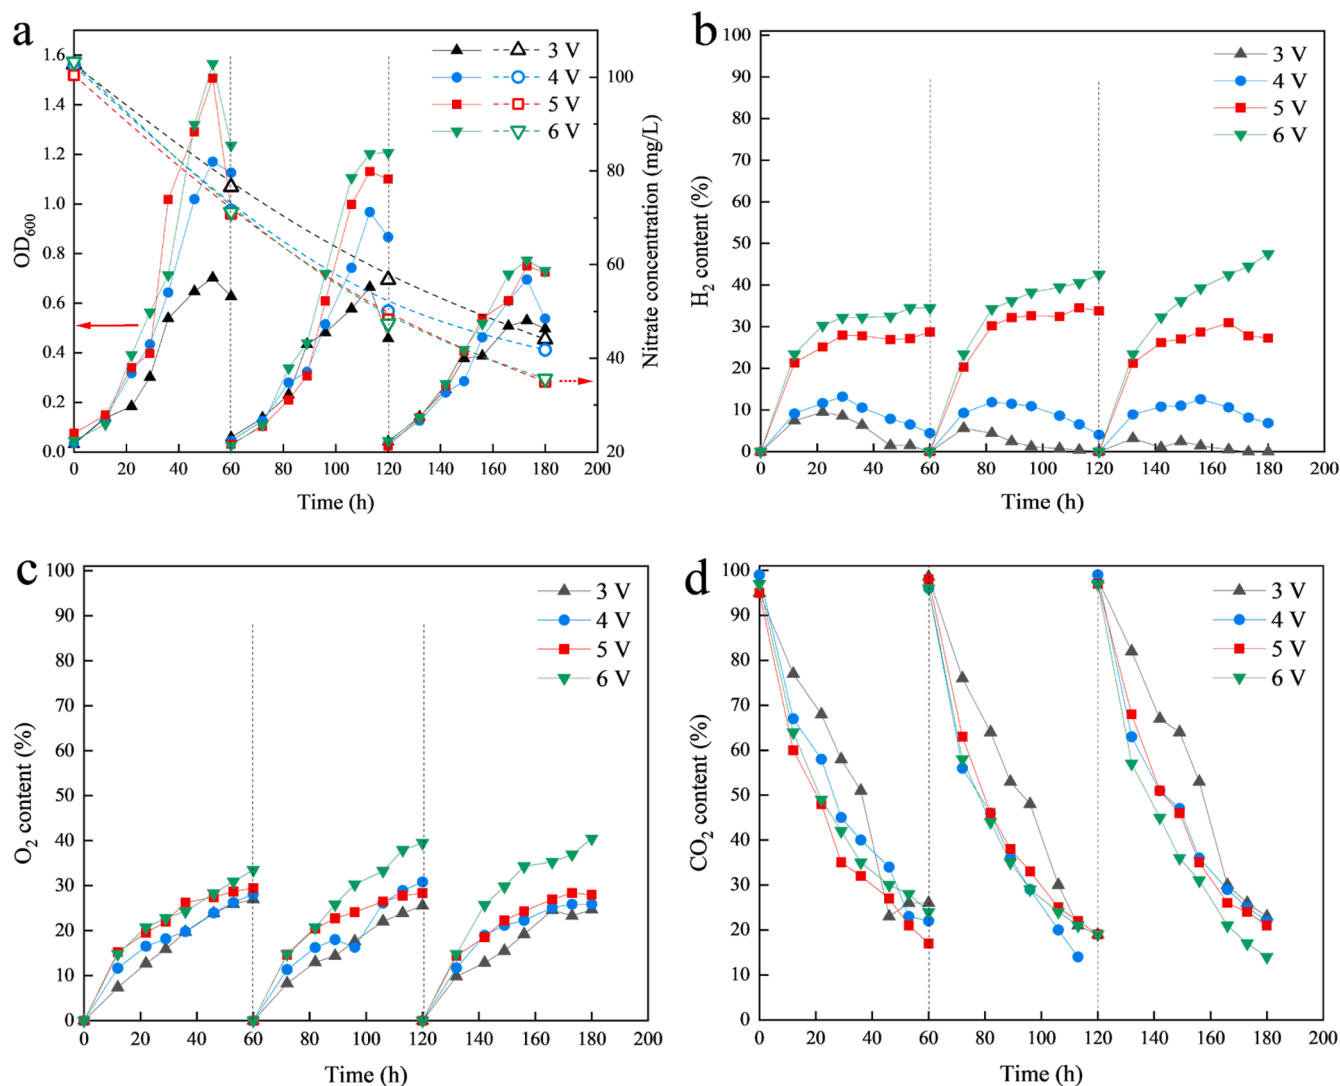 a
1.6
1.4
1.2
1.0
0.8
0.6
0.4
0.2
0.0
OD600
3 V
4 V
5 V
6 V
100
80
60
40
20
Nitrate concentration (mg/L)
0 20 40 60 80 100 120 140 160 180 200
Time (h)
b
100
90
80
70
60
50
40
30
20
10
0
H2 content (%)
3 V
4 V
5 V
6 V
0 20 40 60 80 100 120 140 160 180 200
Time (h)
c
100
90
80
70
60
50
40
30
20
10
0
O2 content (%)
3 V
4 V
5 V
6 V
0 20 40 60 80 100 120 140 160 180 200
Time (h)
d
100
90
80
70
60
50
40
30
20
10
0
CO2 content (%)
3 V
4 V
5 V
6 V
0 20 40 60 80 100 120 140 160 180 200
Time (h)